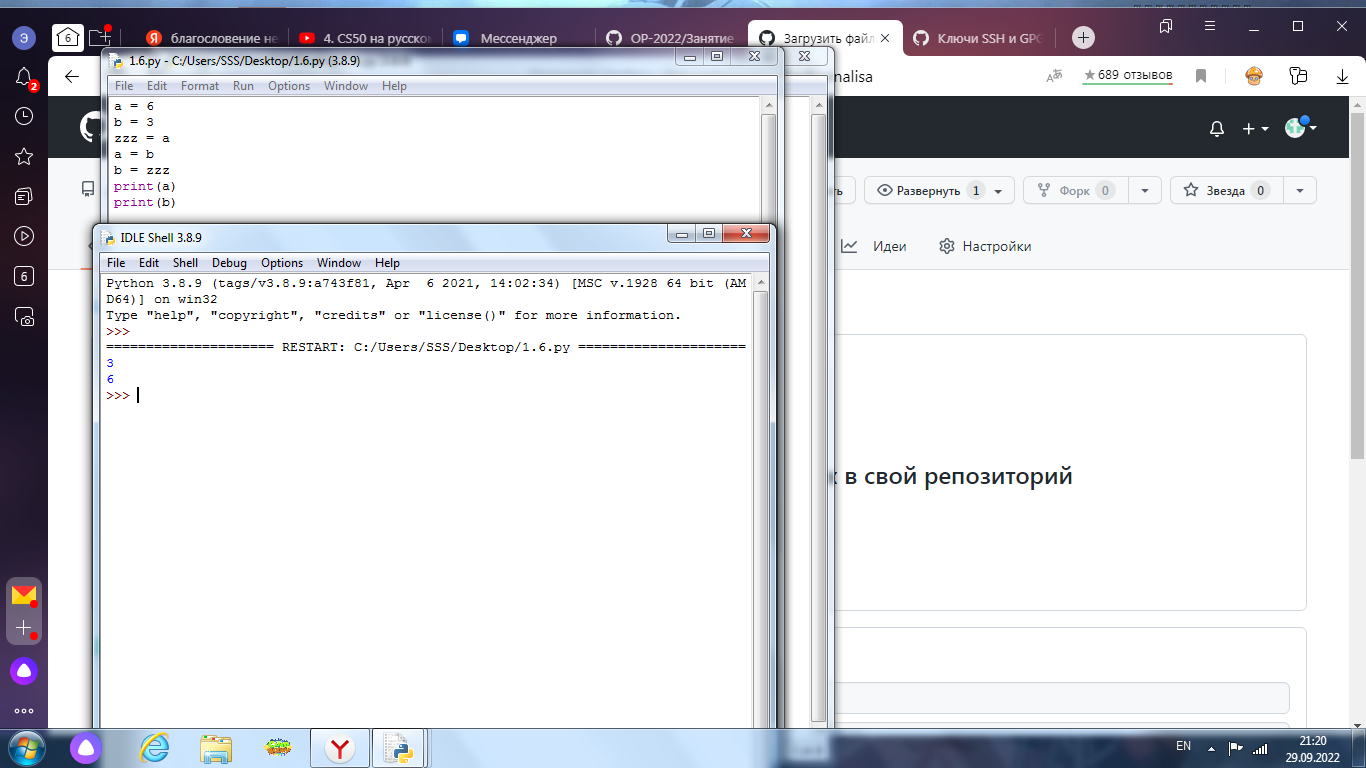 Э
6
благословение не
4. CS50 на русско
Мессенджер
OP-2022/Занятие
Загрузить файл
Ключи SSH и GPG
2
1.6.py - C:/Users/SSS/Desktop/1.6.py (3.8.9)
nalisa
689 отзывов
File Edit Format Run Options Window Help
a = 6
b = 3
zzz = a
a = b
b = zzz
print(a)
print(b)
Развернуть 1
Форк 0
Звезда 0
Идеи
Настройки
IDLE Shell 3.8.9
File Edit Shell Debug Options Window Help
Python 3.8.9 (tags/v3.8.9:a743f81, Apr  6 2021, 14:02:34) [MSC v.1928 64 bit (AM
D64)] on win32
Type "help", "copyright", "credits" or "license()" for more information.
>>>
===================== RESTART: C:/Users/SSS/Desktop/1.6.py =====================
3
6
>>>
6
в свой репозиторий
EN
21:20
29.09.2022